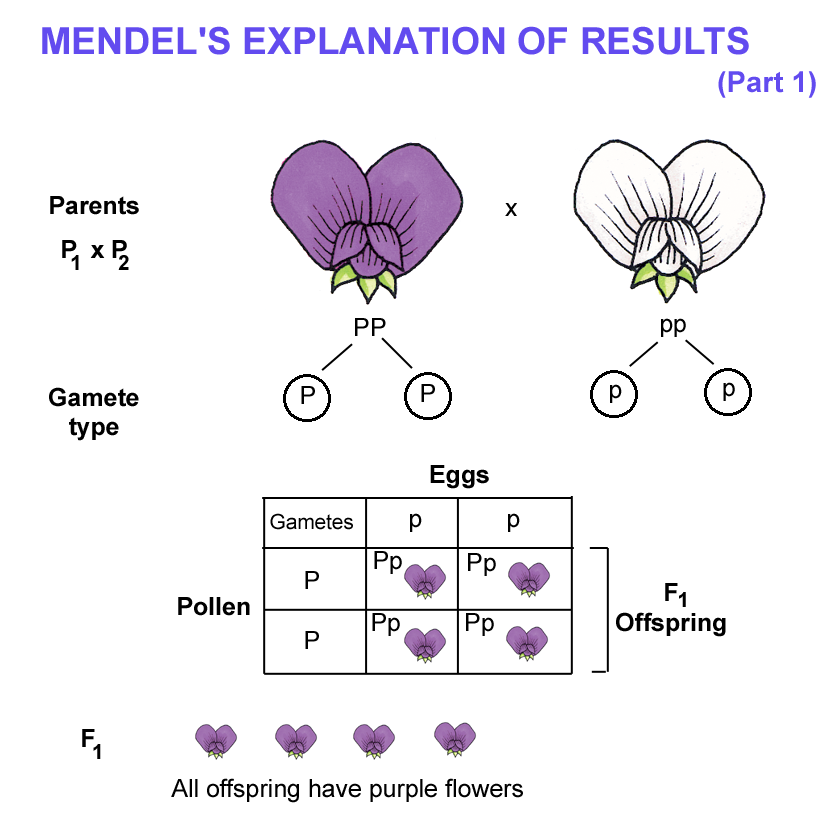 MENDEL'S EXPLANATION OF RESULTS
(Part 1)
Parents
x
P1 x P2
PP
pp
Gamete
type
P
P
p
p
Eggs
Gametes
p
p
Pollen
P
Pp
Pp
P
Pp
Pp
F1
Offspring
F1
All offspring have purple flowers